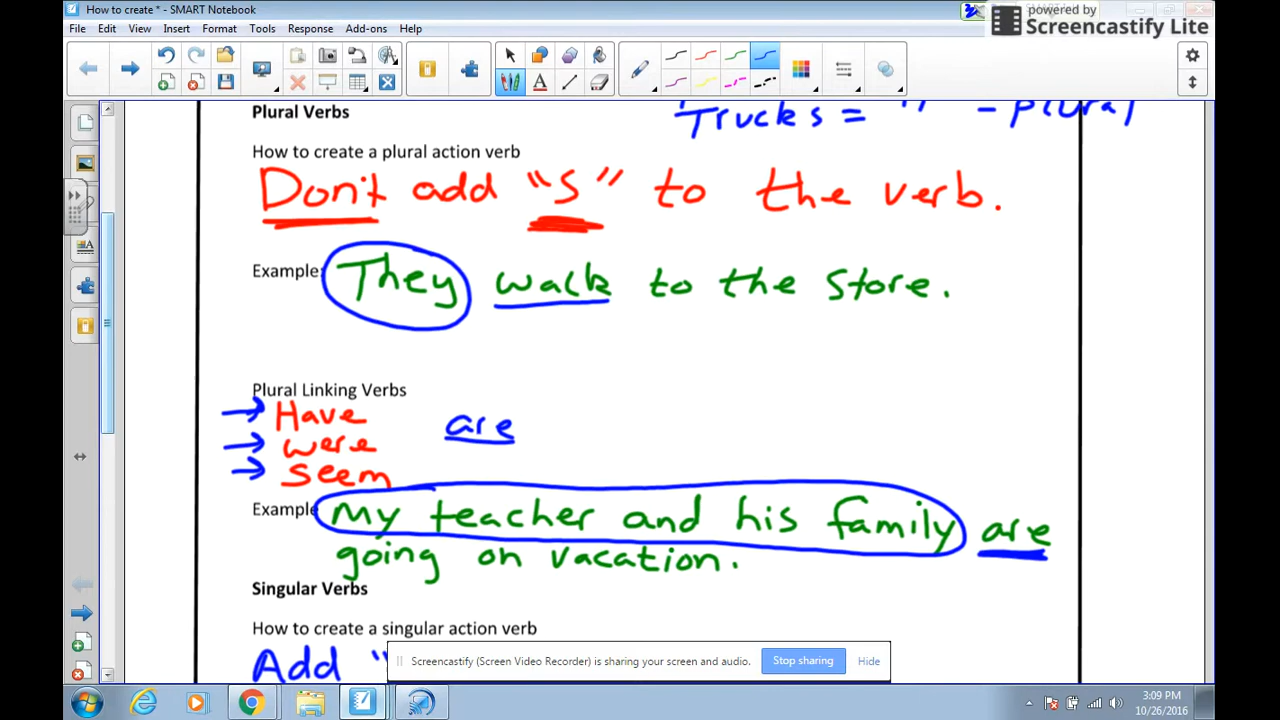 How to create * - SMART Notebook
powered by
Screencastify Lite
File Edit View Insert Format Tools Response Add-ons Help
Plural Verbs
Trucks = " - plural
How to create a plural action verb
Don't add "S" to the verb.
Example: They walk to the store.
Plural Linking Verbs
→ Have
are
→ were
→ seem
Example My teacher and his family are
going on vacation.
Singular Verbs
How to create a singular action verb
Add "
Screencastify (Screen Video Recorder) is sharing your screen and audio. Stop sharing Hide
3:09 PM
10/26/2016